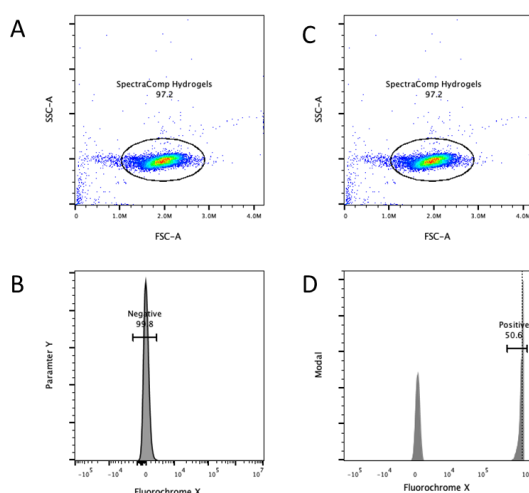 A
SSC-A
SpectraComp Hydrogels
97.2
0 1.0M 2.0M 3.0M 4.0M
FSC-A
C
SSC-A
SpectraComp Hydrogels
97.2
0 1.0M 2.0M 3.0M 4.0
FSC-A
B
Paramter Y
Negative
99.8
-10^5 -10^4 0 10^4 10^5 10^7
Fluorochrome X
D
Modal
Positive
50.6
-10^5 -10^4 0 10^4 10^5
Fluorochrome X